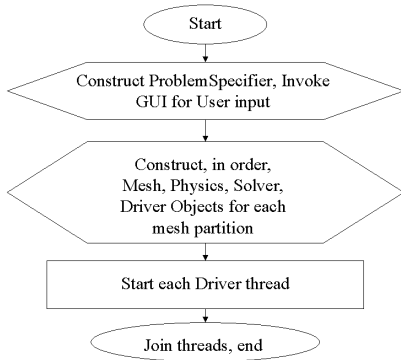 Start
Construct ProblemSpecifier, Invoke
GUI for User input
Construct, in order,
Mesh, Physics, Solver,
Driver Objects for each
mesh partition
Start each Driver thread
Join threads, end